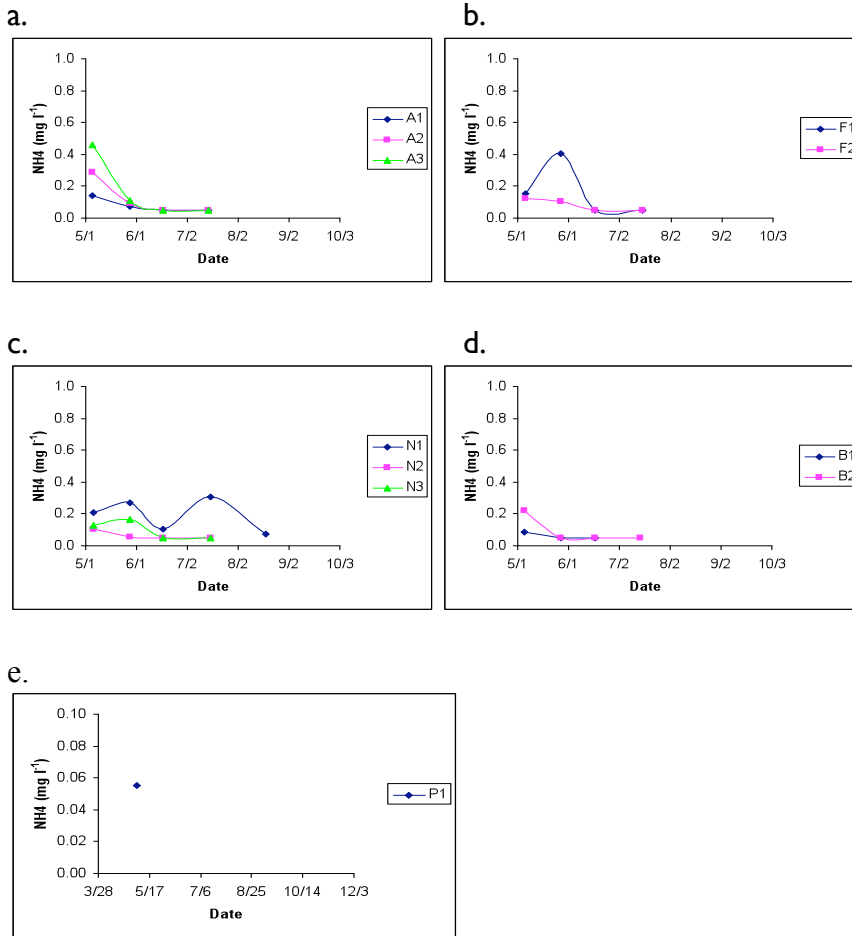 a.
1.0
0.8
0.6
0.4
0.2
0.0
NH4 (mg l⁻¹)
5/1 6/1 7/2 8/2 9/2 10/3
Date
A1
A2
A3
b.
1.0
0.8
0.6
0.4
0.2
0.0
NH4 (mg l⁻¹)
5/1 6/1 7/2 8/2 9/2 10/3
Date
F1
F2
c.
1.0
0.8
0.6
0.4
0.2
0.0
NH4 (mg l⁻¹)
5/1 6/1 7/2 8/2 9/2 10/3
Date
N1
N2
N3
d.
1.0
0.8
0.6
0.4
0.2
0.0
NH4 (mg l⁻¹)
5/1 6/1 7/2 8/2 9/2 10/3
Date
B1
B2
e.
0.10
0.08
0.06
0.04
0.02
0.00
NH4 (mg l⁻¹)
3/28 5/17 7/6 8/25 10/14 12/3
Date
P1